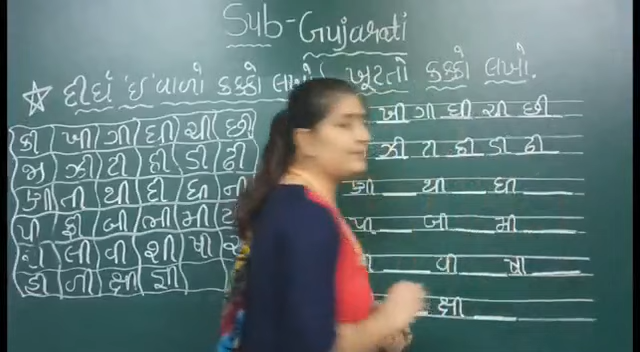 Sub-Gujarati
દીર્ઘ 'ઈ' વાળો કક્કો લખો
ખૂટતો કક્કો લખો.
કી ખી ગી ઘી ચી છી
જી ઝી ટી ઠી ડી ઢી
ણી તી થી દી ધી ની
પી ફી બી ભી મી
રી લી વી શી ષી
હી ળી ક્ષી જ્ઞી
ખી ગી ઘી ચી છી
ઝી ટી ઠી ડી ઢી
ણી થી ધી
પી બી મી
વી ષી
ક્ષી